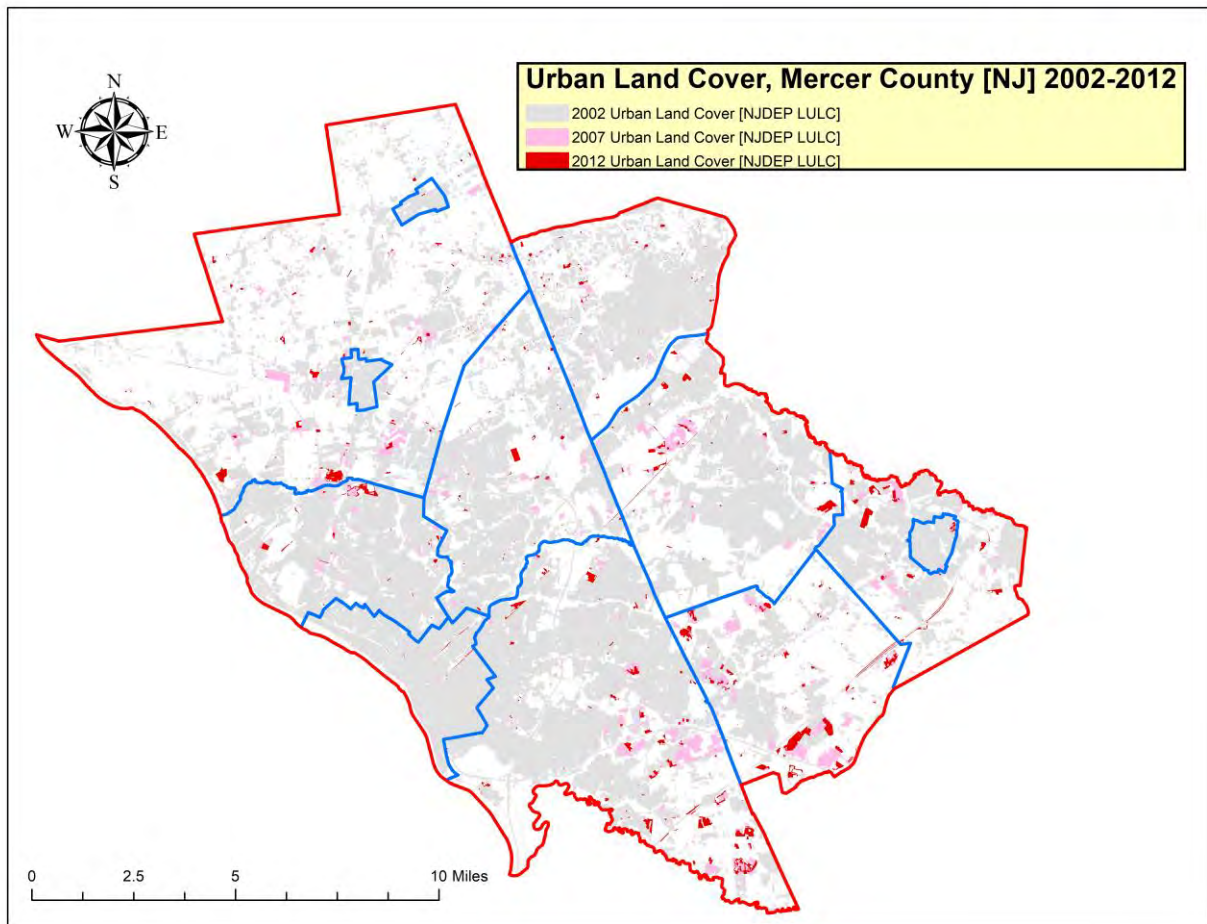 Urban Land Cover, Mercer County [NJ] 2002-2012
2002 Urban Land Cover [NJDEP LULC]
2007 Urban Land Cover [NJDEP LULC]
2012 Urban Land Cover [NJDEP LULC]
N
W E
S
0 2.5 5 10 Miles